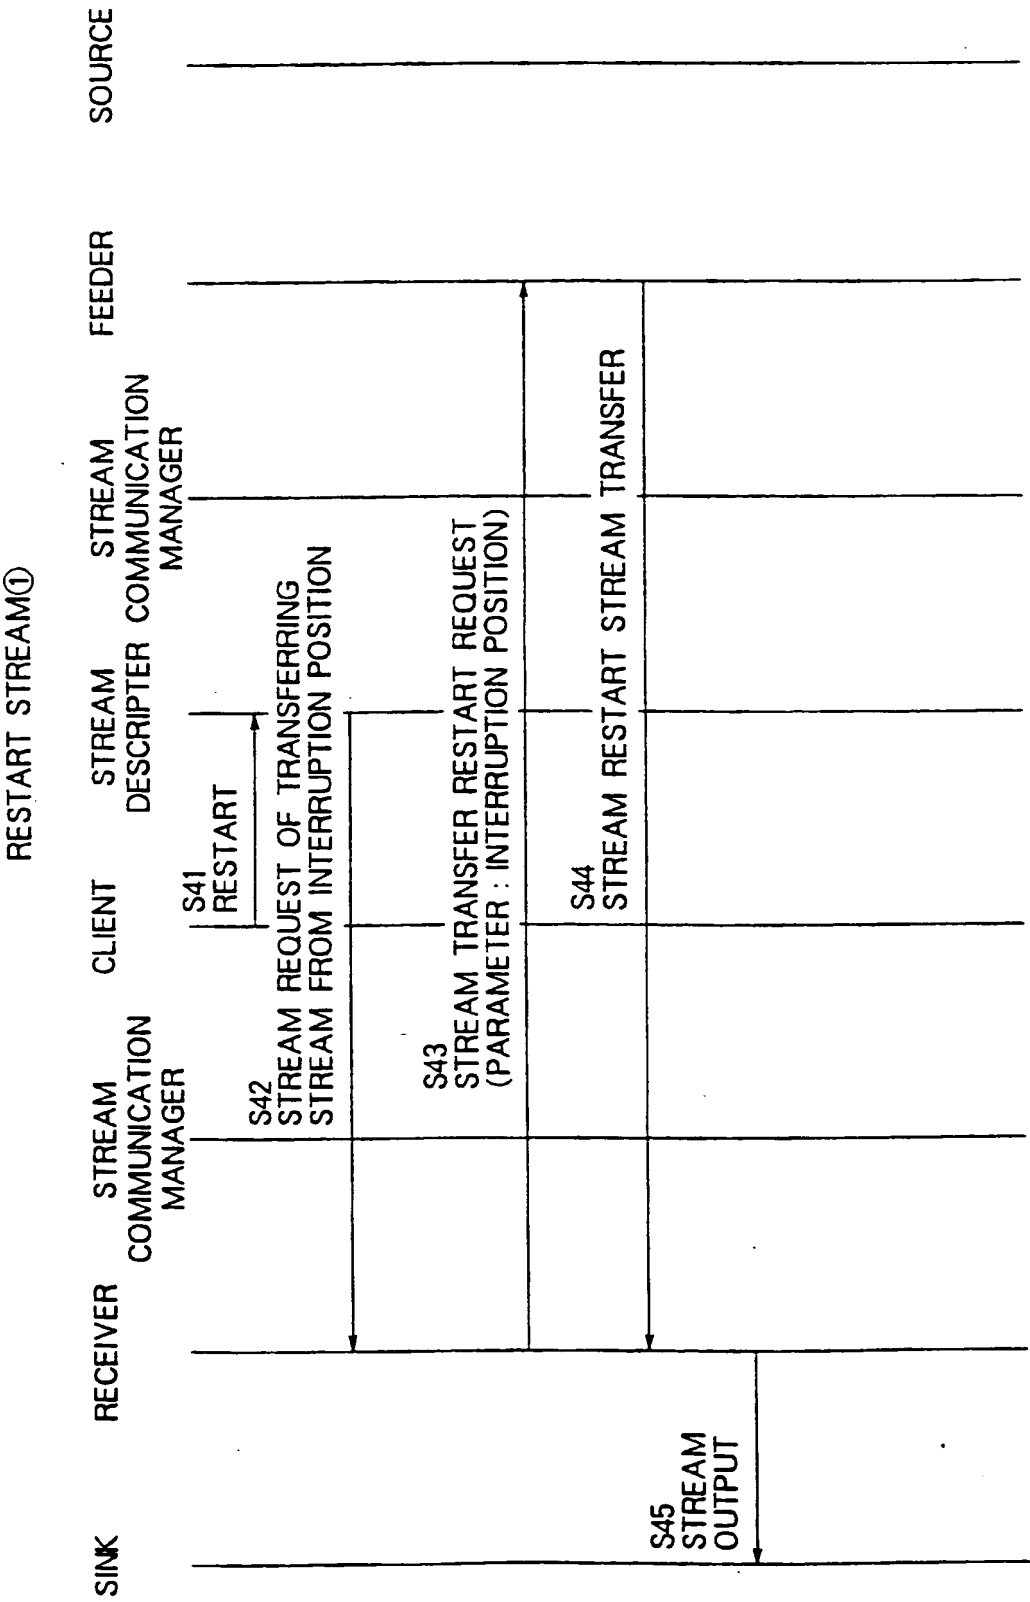 RESTART STREAM①
SINK
RECEIVER
STREAM
COMMUNICATION
MANAGER
CLIENT
STREAM
DESCRIPTER
STREAM
COMMUNICATION
MANAGER
FEEDER
SOURCE
S41
RESTART
S42
STREAM REQUEST OF TRANSFERRING
STREAM FROM INTERRUPTION POSITION
S43
STREAM TRANSFER RESTART REQUEST
(PARAMETER : INTERRUPTION POSITION)
S44
STREAM RESTART STREAM TRANSFER
S45
STREAM
OUTPUT